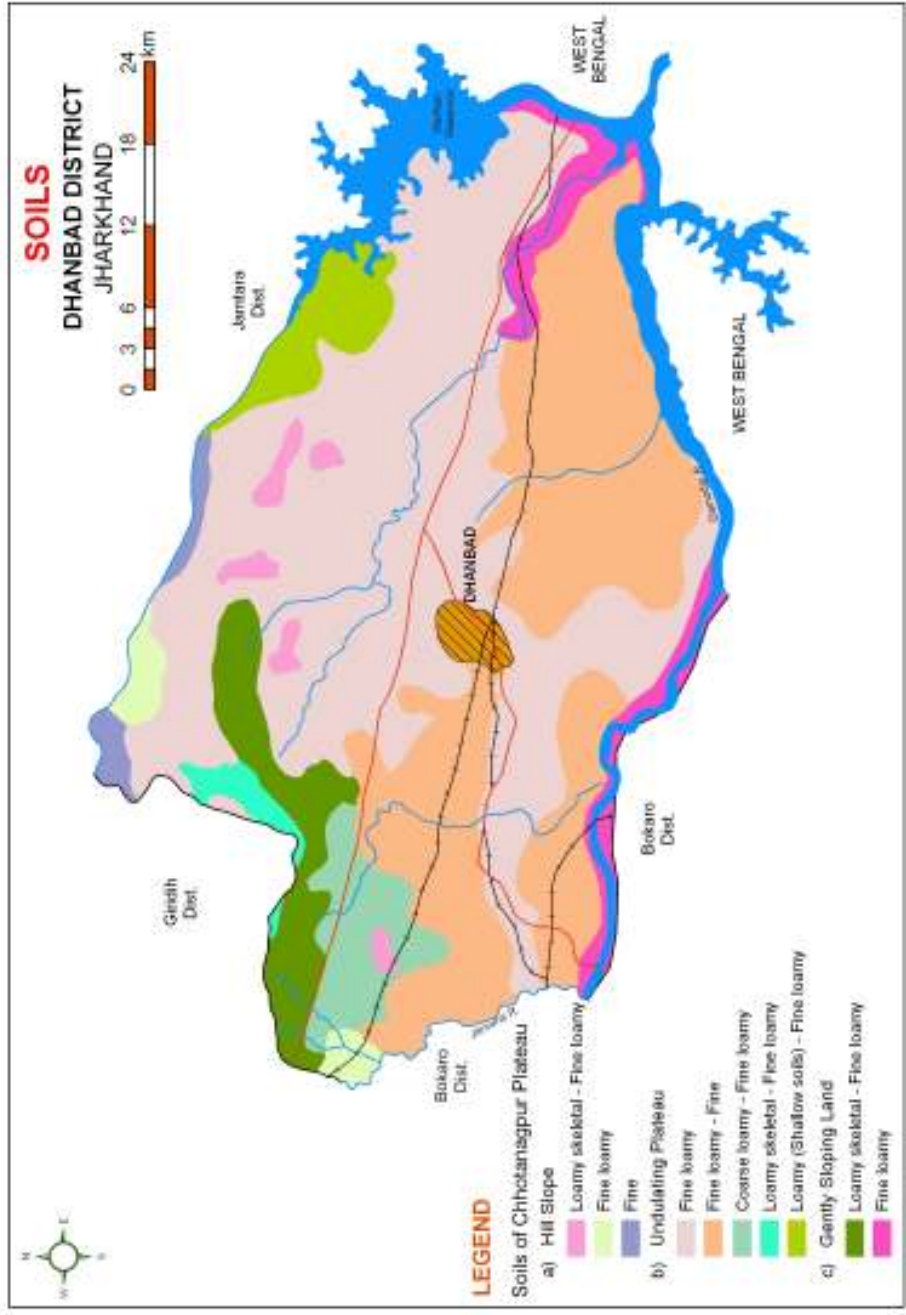 SOILS
DHANBAD DISTRICT
JHARKHAND
0 3 6 12 18 24
km
N
W E
S
Jamtara
Dist.
Giridih
Dist.
WEST
BENGAL
DHANBAD
WEST BENGAL
Damodar R.
Bokaro
Dist.
Bokaro
Dist.
LEGEND
Soils of Chhotanagpur Plateau
a) Hill Slope
Loamy skeletal - Fine loamy
Fine loamy
Fine
b) Undulating Plateau
Fine loamy
Fine loamy - Fine
Coarse loamy - Fine loamy
Loamy skeletal - Fine loamy
Loamy (Shallow soils) - Fine loamy
c) Gently Sloping Land
Loamy skeletal - Fine loamy
Fine loamy